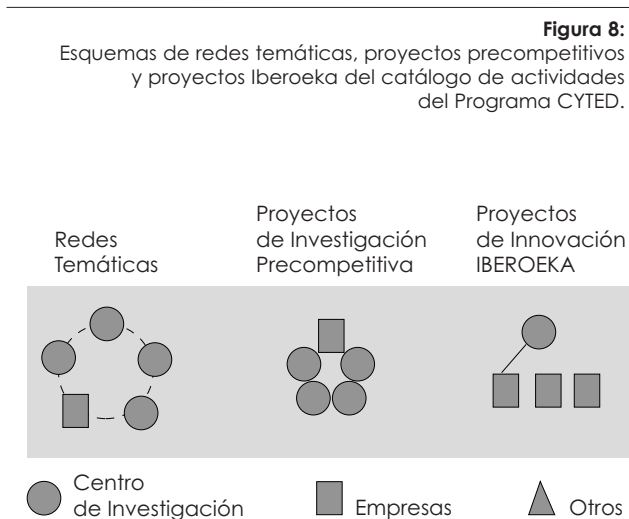 Figura 8:
Esquemas de redes temáticas, proyectos precompetitivos
y proyectos Iberoeka del catálogo de actividades
del Programa CYTED.
Redes
Temáticas
Proyectos
de Investigación
Precompetitiva
Proyectos
de Innovación
IBEROEKA
Centro
de Investigación
Empresas
Otros